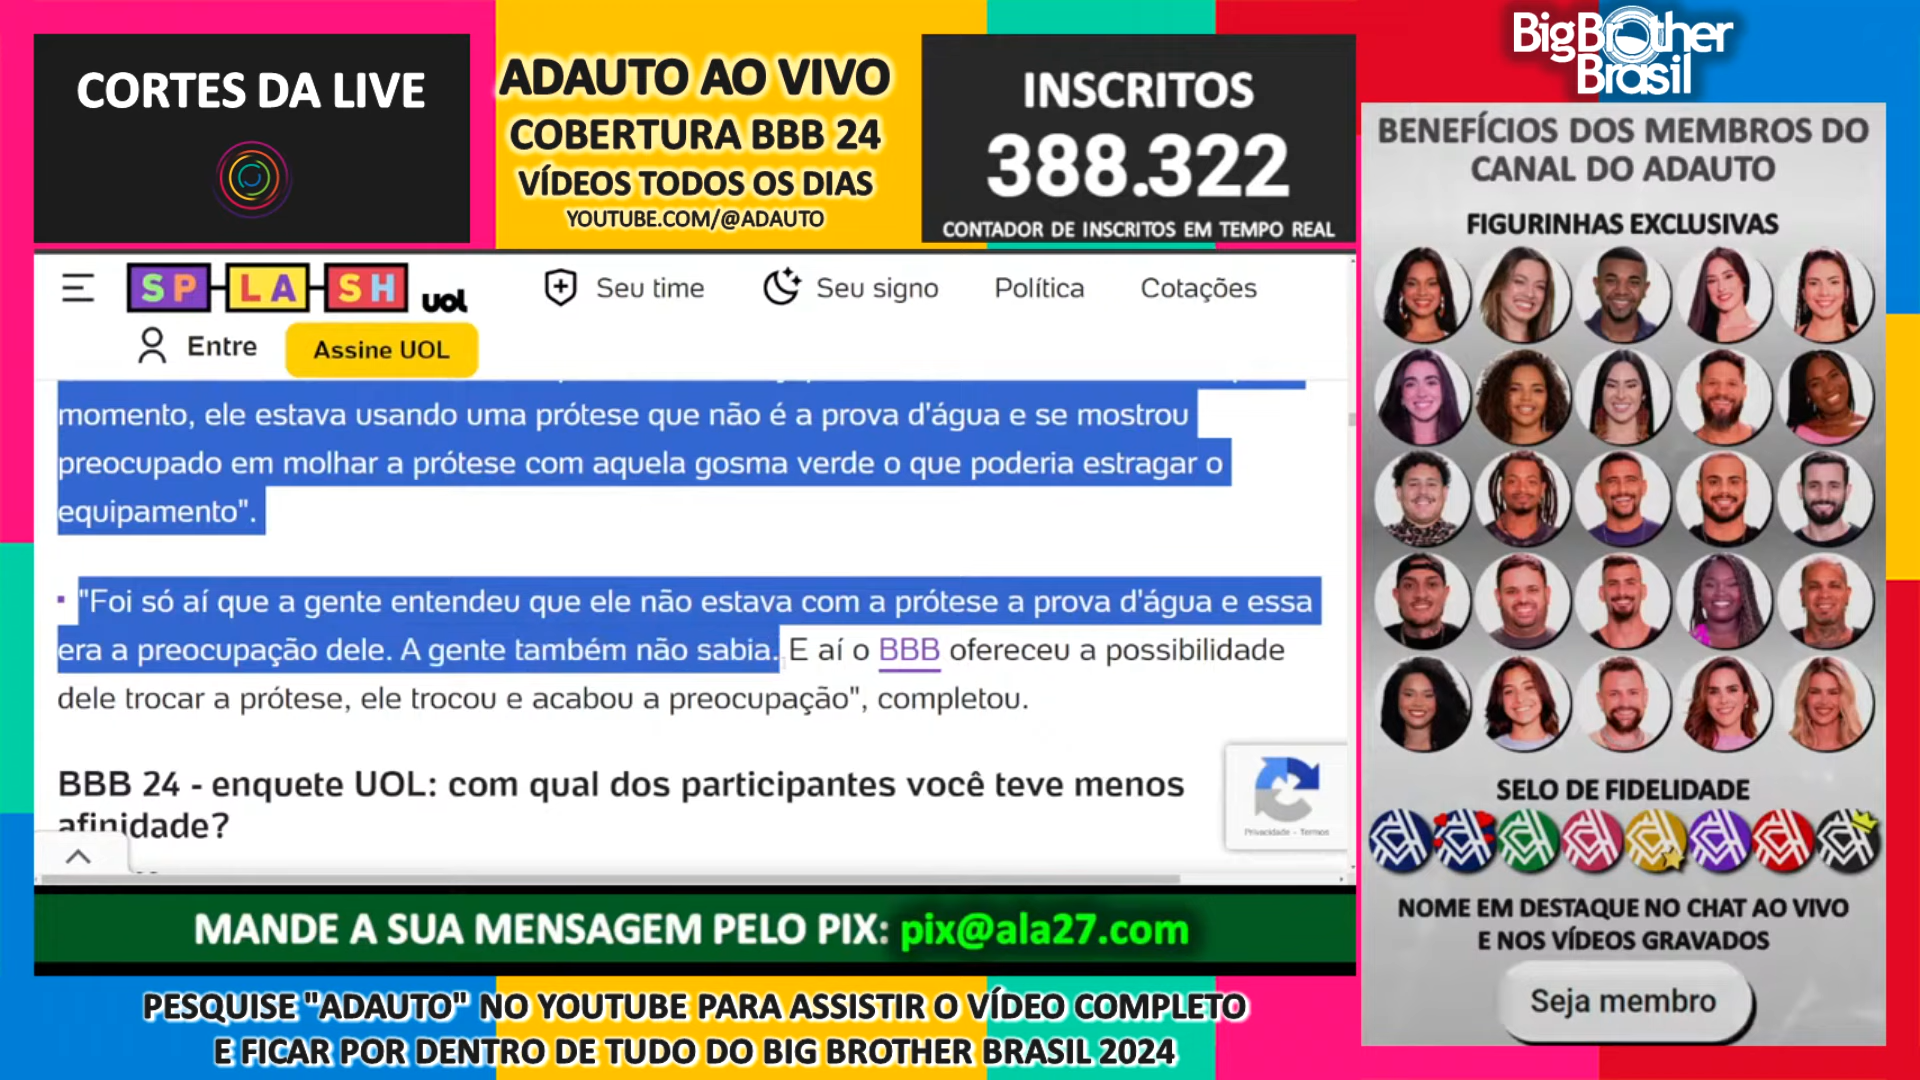 CORTES DA LIVE
ADAUTO AO VIVO
COBERTURA BBB 24
VÍDEOS TODOS OS DIAS
YOUTUBE.COM/@ADAUTO
INSCRITOS
388.322
CONTADOR DE INSCRITOS EM TEMPO REAL
BigBrother
Brasil
SPLASH uol
Seu time
Seu signo
Política
Cotações
Entre
Assine UOL
momento, ele estava usando uma prótese que não é a prova d'água e se mostrou
preocupado em molhar a prótese com aquela gosma verde o que poderia estragar o
equipamento".
"Foi só aí que a gente entendeu que ele não estava com a prótese a prova d'água e essa
era a preocupação dele. A gente também não sabia. E aí o BBB ofereceu a possibilidade
dele trocar a prótese, ele trocou e acabou a preocupação", completou.
BBB 24 - enquete UOL: com qual dos participantes você teve menos
afinidade?
Privacidade - Termos
MANDE A SUA MENSAGEM PELO PIX: pix@ala27.com
PESQUISE "ADAUTO" NO YOUTUBE PARA ASSISTIR O VÍDEO COMPLETO
E FICAR POR DENTRO DE TUDO DO BIG BROTHER BRASIL 2024
BENEFÍCIOS DOS MEMBROS DO
CANAL DO ADAUTO
FIGURINHAS EXCLUSIVAS
SELO DE FIDELIDADE
NOME EM DESTAQUE NO CHAT AO VIVO
E NOS VÍDEOS GRAVADOS
Seja membro